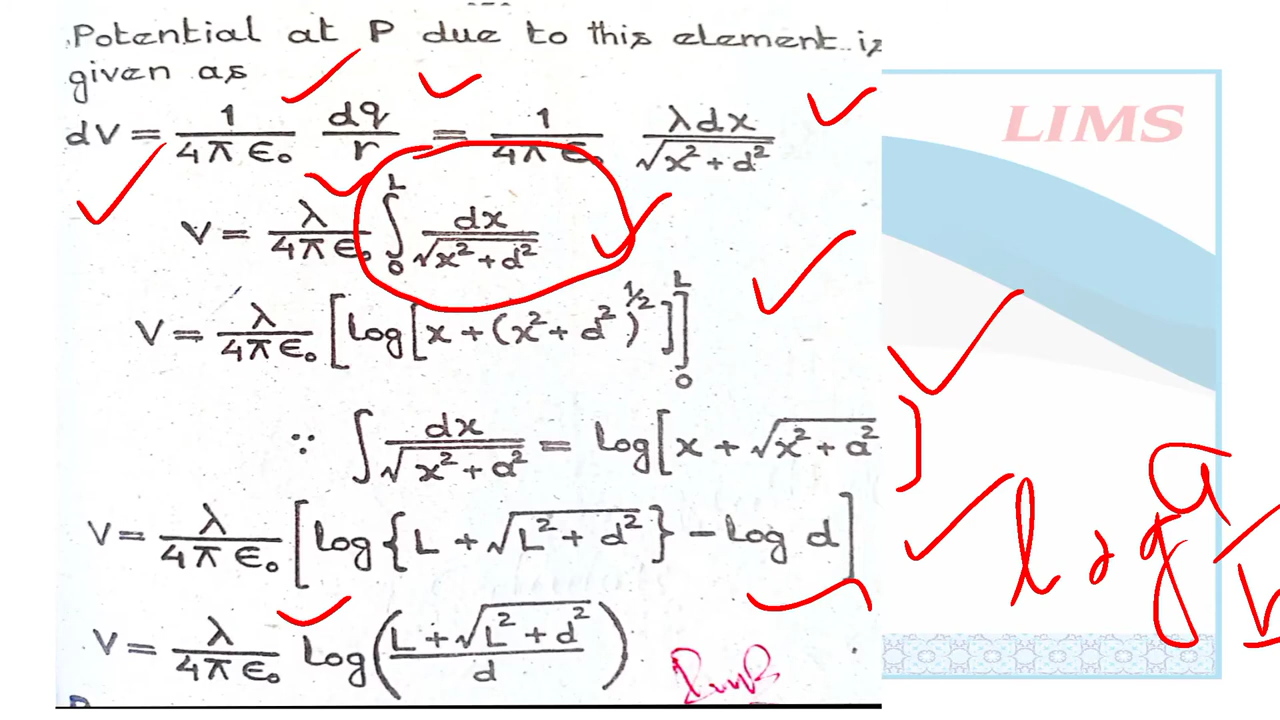 Potential at P due to this element is
given as
dV = 1/4πϵ₀ dq/r = 1/4πϵ₀ λdx/√x²+d²
LIMS
V = λ/4πϵ₀ ∫₀ᴸ dx/√x²+d²
V = λ/4πϵ₀ [log[x+(x²+d²)^1/2]]₀ᴸ
∵ ∫ dx/√x²+a² = log[x+√x²+a²]
log a/b
V = λ/4πϵ₀ [log{L+√L²+d²} - log d]
V = λ/4πϵ₀ log(L+√L²+d²/d)